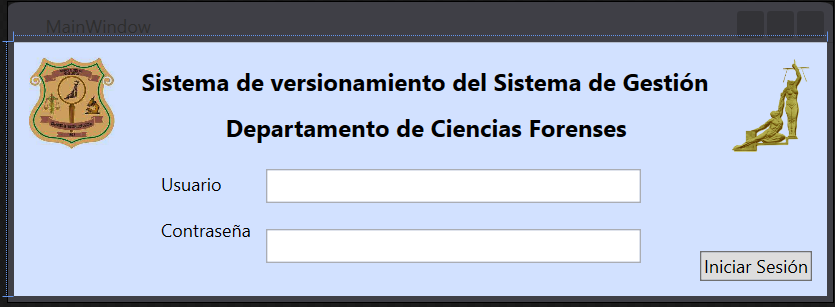 MainWindow
Sistema de versionamiento del Sistema de Gestión
Departamento de Ciencias Forenses
Usuario
Contraseña
Iniciar Sesión